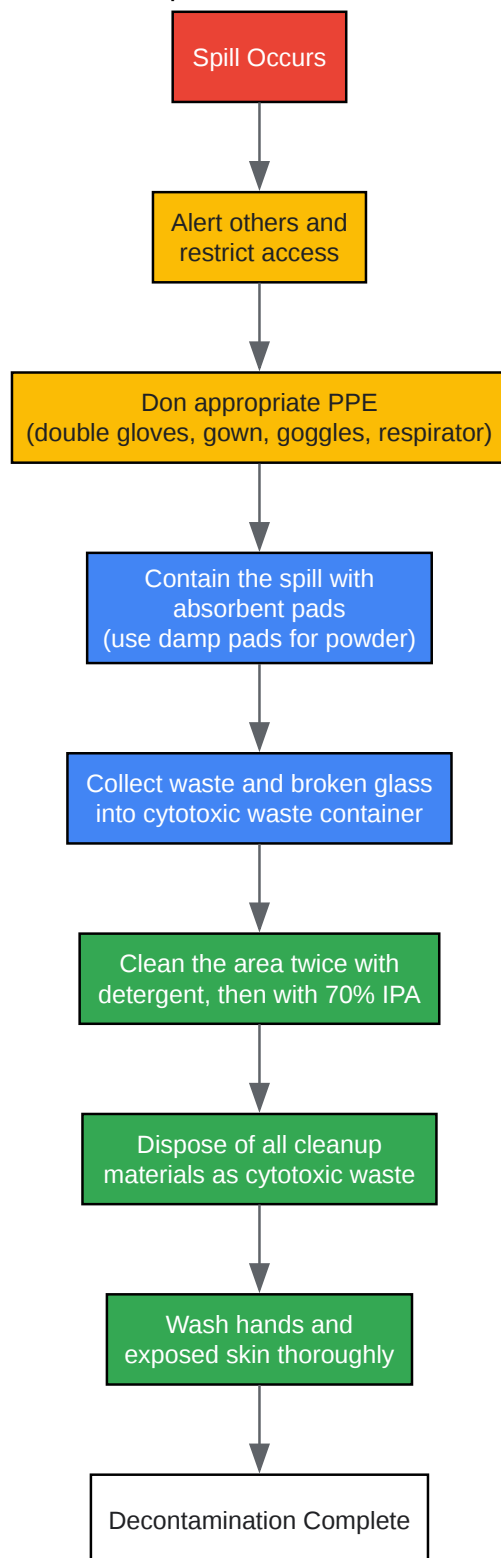 Spill Occurs
Alert others and
restrict access
Don appropriate PPE
(double gloves, gown, goggles, respirator)
Contain the spill with
absorbent pads
(use damp pads for powder)
Collect waste and broken glass
into cytotoxic waste container
Clean the area twice with
detergent, then with 70% IPA
Dispose of all cleanup
materials as cytotoxic waste
Wash hands and
exposed skin thoroughly
Decontamination Complete